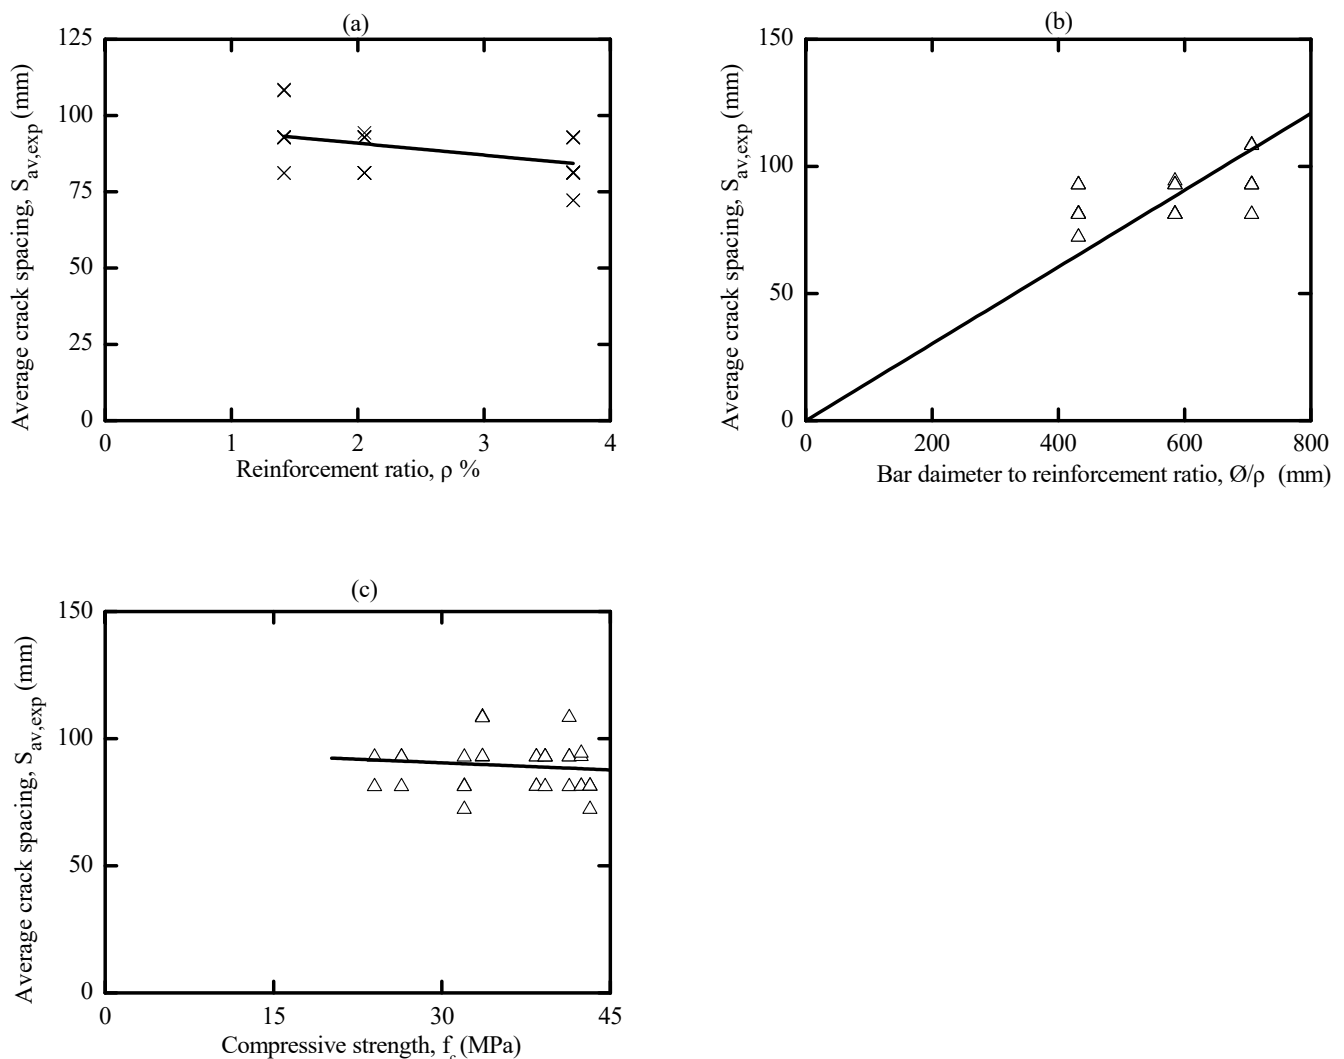 (a)
125
100
75
50
25
0
0 1 2 3 4
Average crack spacing, Sav,exp (mm)
Reinforcement ratio, ρ %
(b)
150
100
50
0
0 200 400 600 800
Average crack spacing, Sav,exp (mm)
Bar daimeter to reinforcement ratio, Ø/ρ (mm)
(c)
150
100
50
0
0 15 30 45
Average crack spacing, Sav,exp (mm)
Compressive strength, f (MPa)